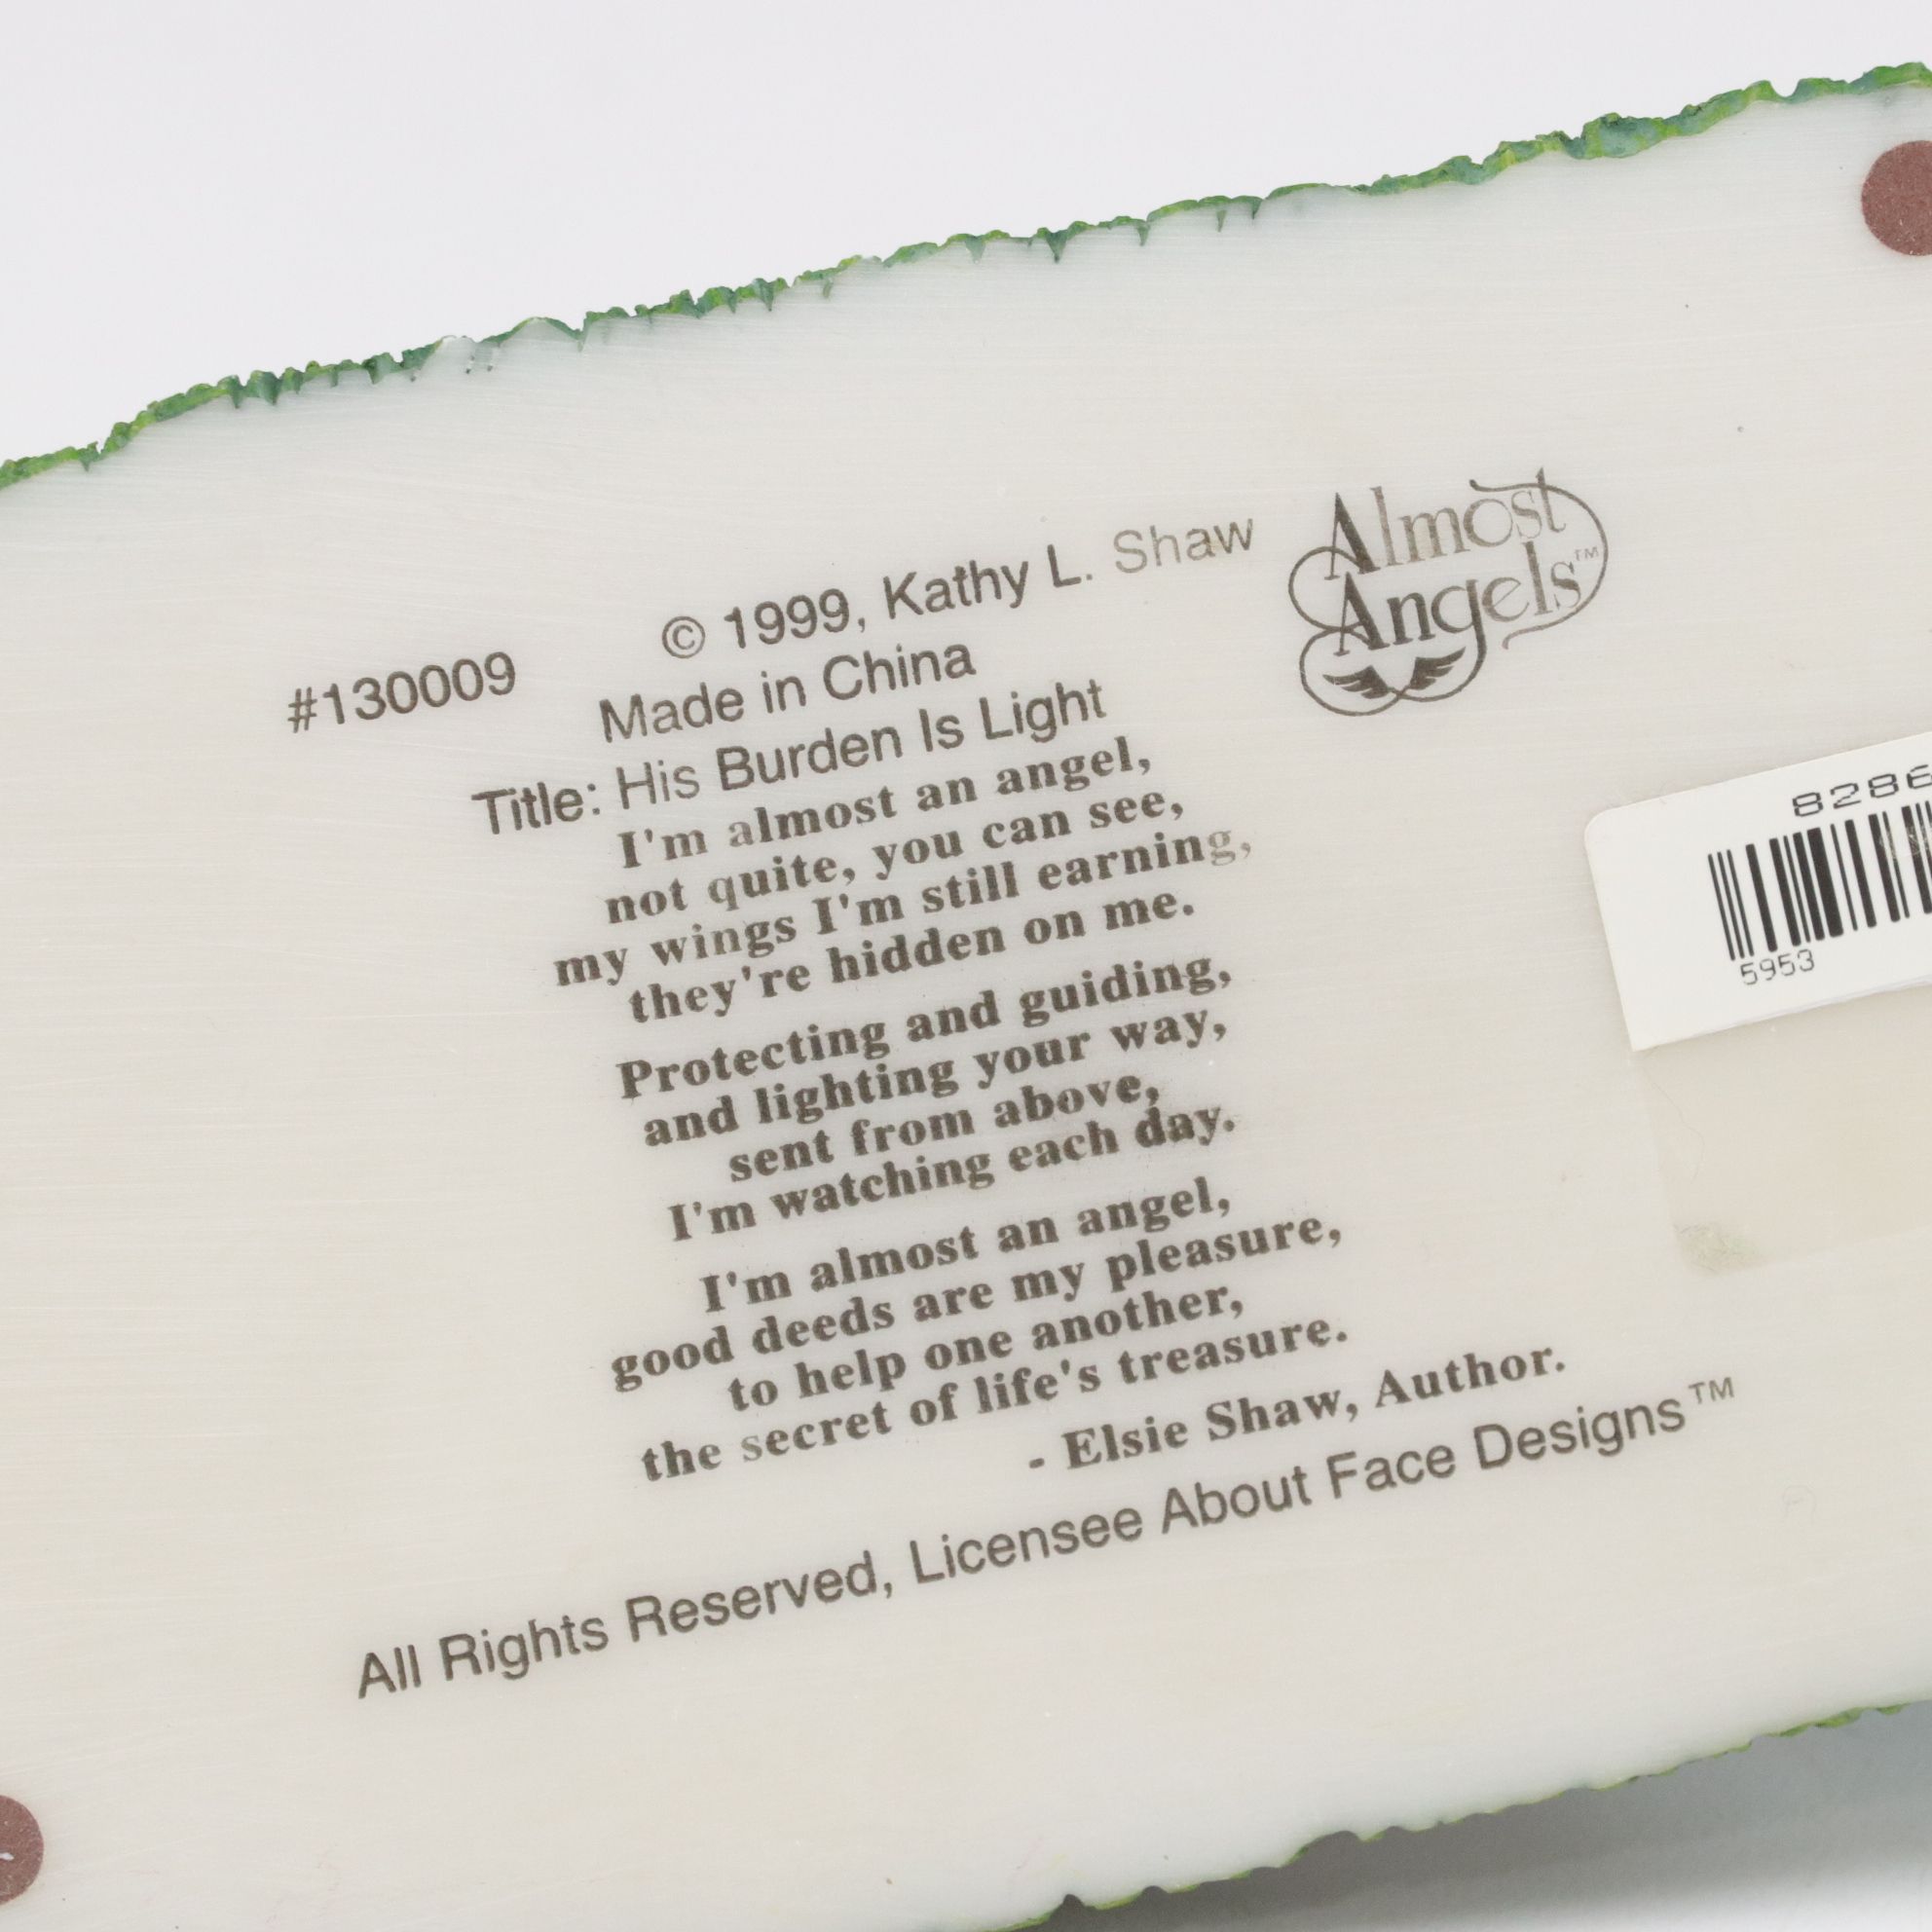 © 1999, Kathy L. Shaw
Almost
Angels™
#130009
Made in China
Title: His Burden Is Light
I'm almost an angel,
not quite, you can see,
my wings I'm still earning,
they're hidden on me.
Protecting and guiding,
and lighting your way,
sent from above,
I'm watching each day.
I'm almost an angel,
good deeds are my pleasure,
to help one another,
the secret of life's treasure.
- Elsie Shaw, Author.
All Rights Reserved, Licensee About Face Designs™
8286
5953